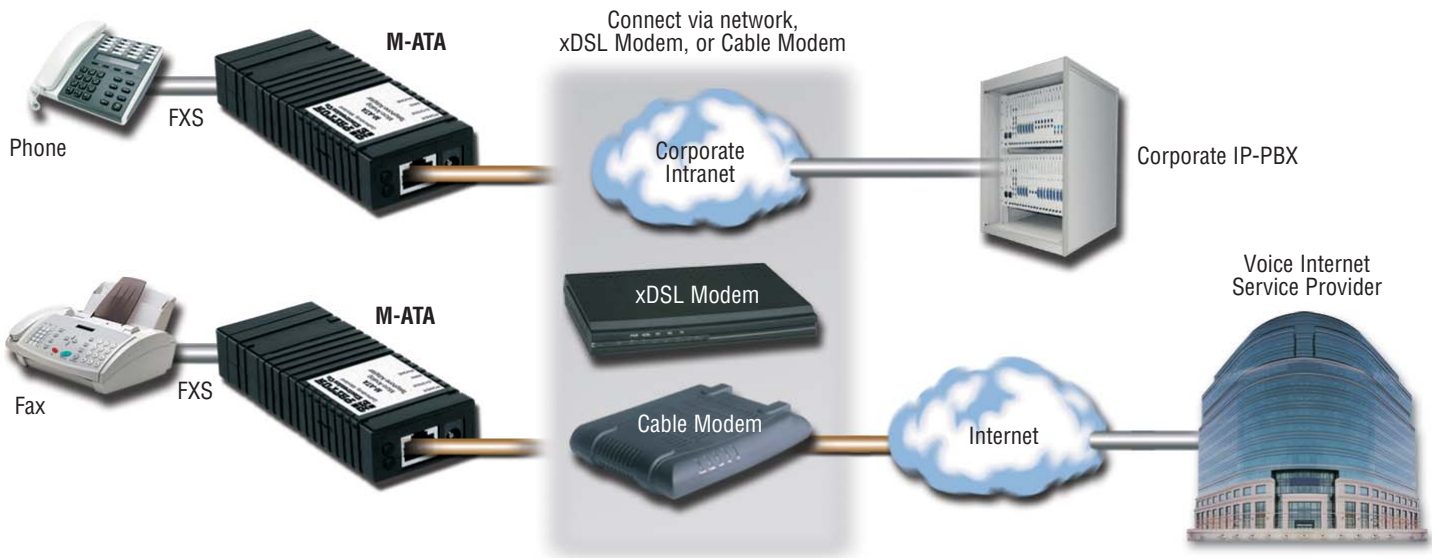 Connect via network,
xDSL Modem, or Cable Modem
M-ATA
FXS
Phone
Corporate
Intranet
Corporate IP-PBX
xDSL Modem
Voice Internet
Service Provider
M-ATA
FXS
Fax
Cable Modem
Internet